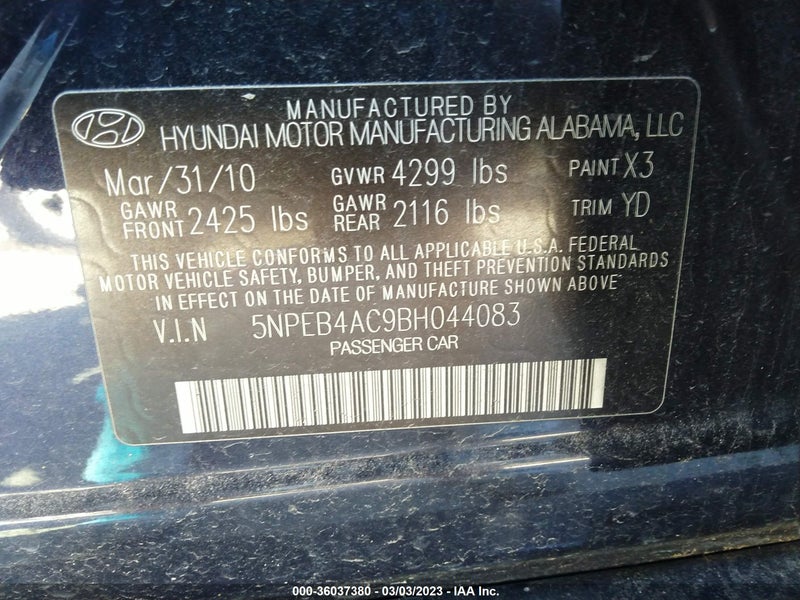 MANUFACTURED BY
HYUNDAI MOTOR MANUFACTURING ALABAMA, LLC
Mar/31/10 GVWR 4299 lbs PAINT X3
GAWR FRONT 2425 lbs GAWR REAR 2116 lbs TRIM YD
THIS VEHICLE CONFORMS TO ALL APPLICABLE U.S.A. FEDERAL
MOTOR VEHICLE SAFETY, BUMPER, AND THEFT PREVENTION STANDARDS
IN EFFECT ON THE DATE OF MANUFACTURE SHOWN ABOVE
V.I.N 5NPEB4AC9BH044083
PASSENGER CAR
000-36037380 - 03/03/2023 - IAA Inc.